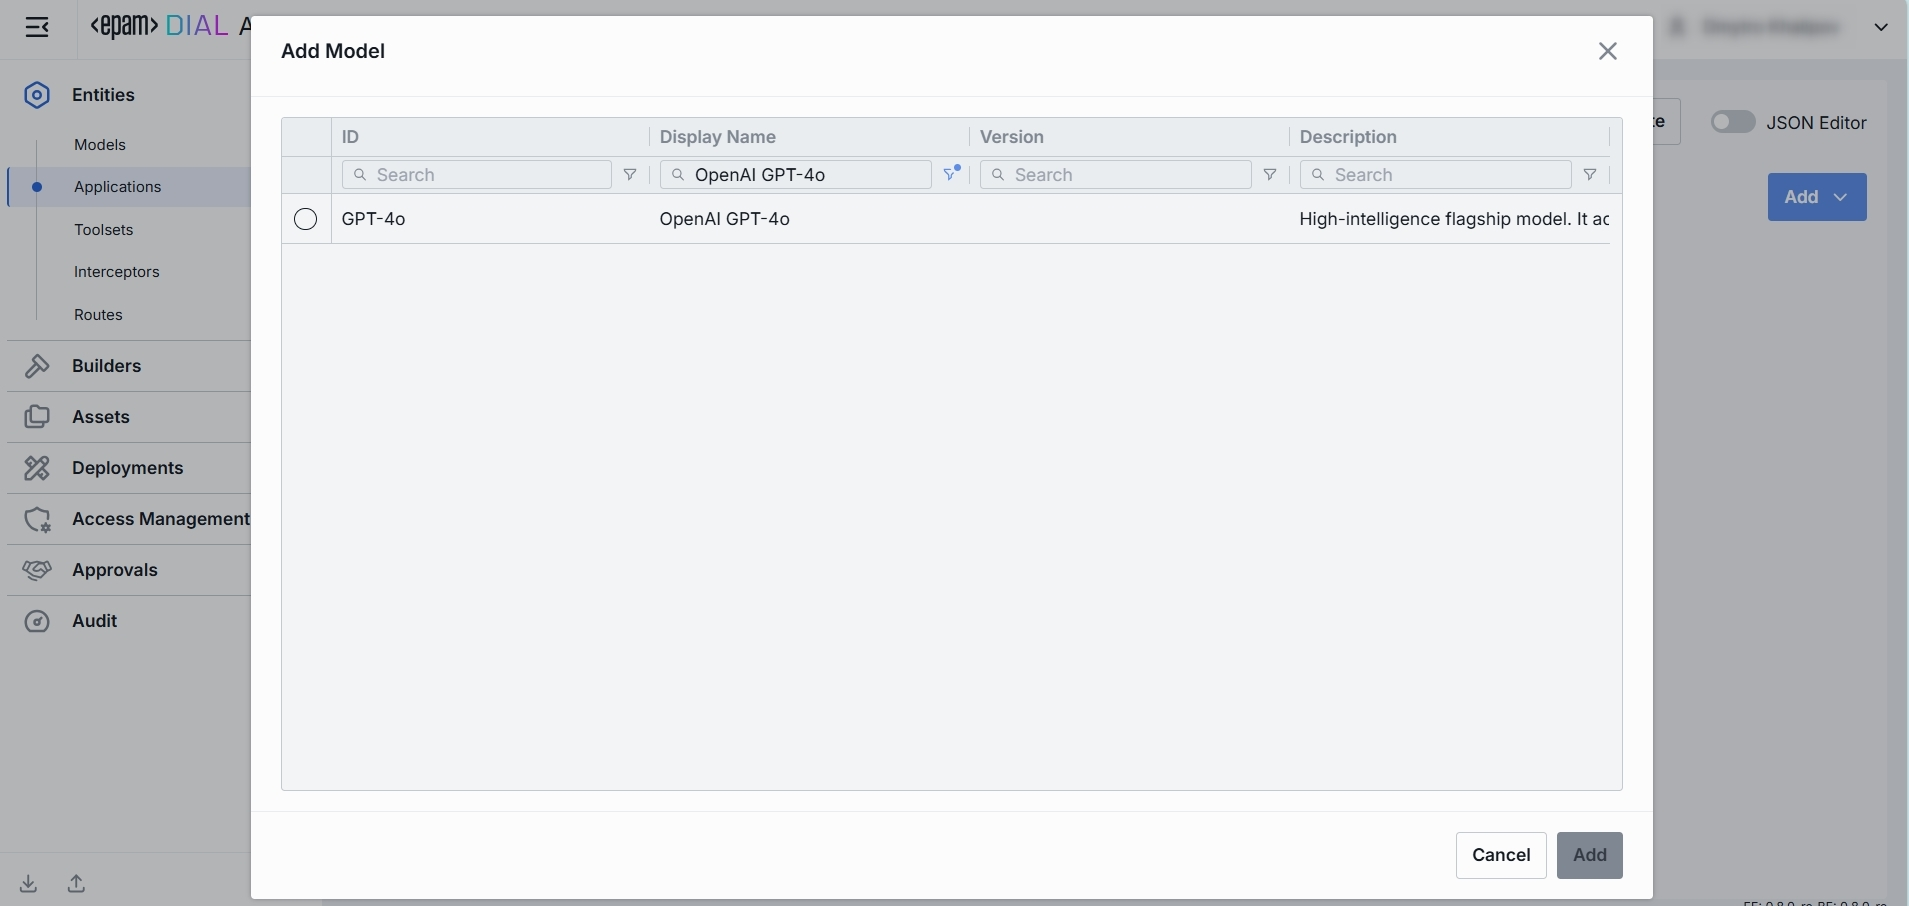 <epam> DIAL A
Add Model
Entities
Models
Applications
Toolsets
Interceptors
Routes
Builders
Assets
Deployments
Access Management
Approvals
Audit
ID Display Name Version Description
Search OpenAI GPT-4o Search Search
GPT-4o OpenAI GPT-4o High-intelligence flagship model. It ac
JSON Editor
Add
Cancel Add